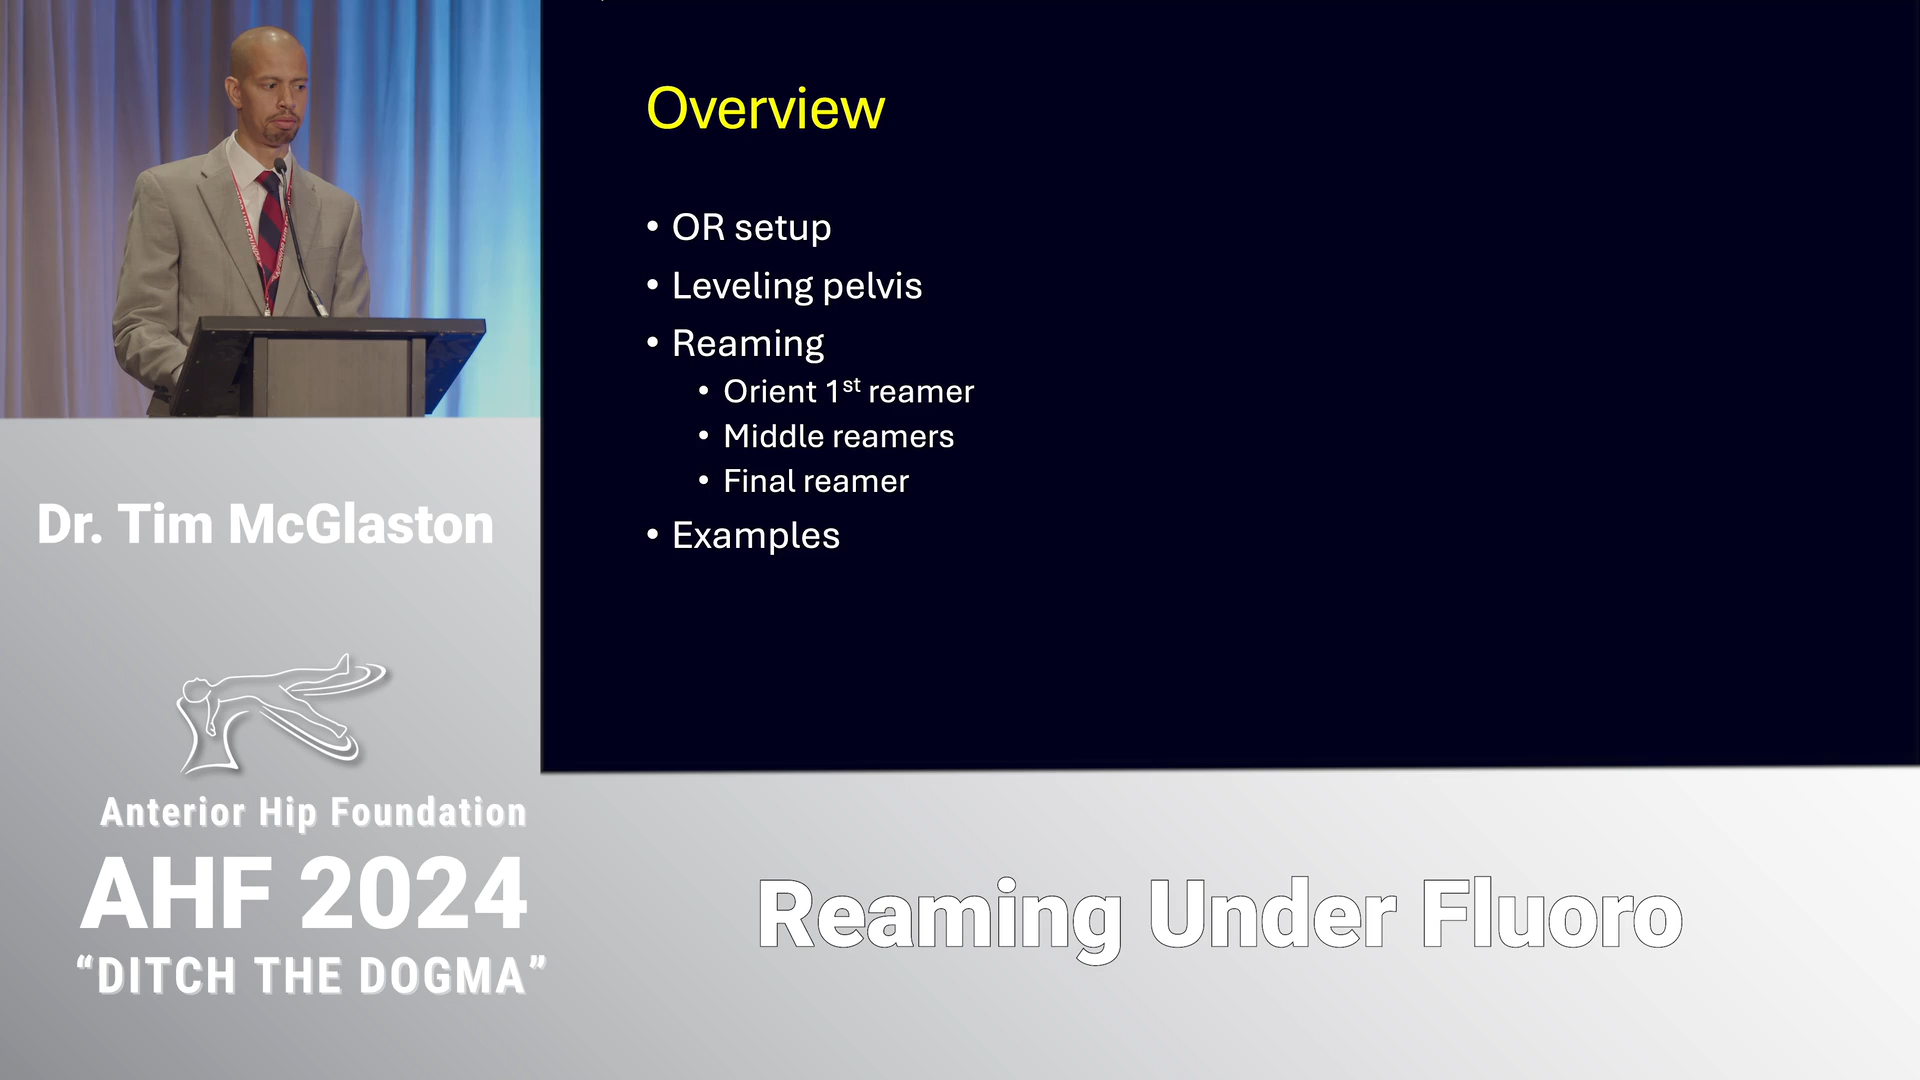 Overview
• OR setup
• Leveling pelvis
• Reaming
• Orient 1st reamer
• Middle reamers
• Final reamer
• Examples
Dr. Tim McGlaston
Anterior Hip Foundation
AHF 2024
“DITCH THE DOGMA”
Reaming Under Fluoro